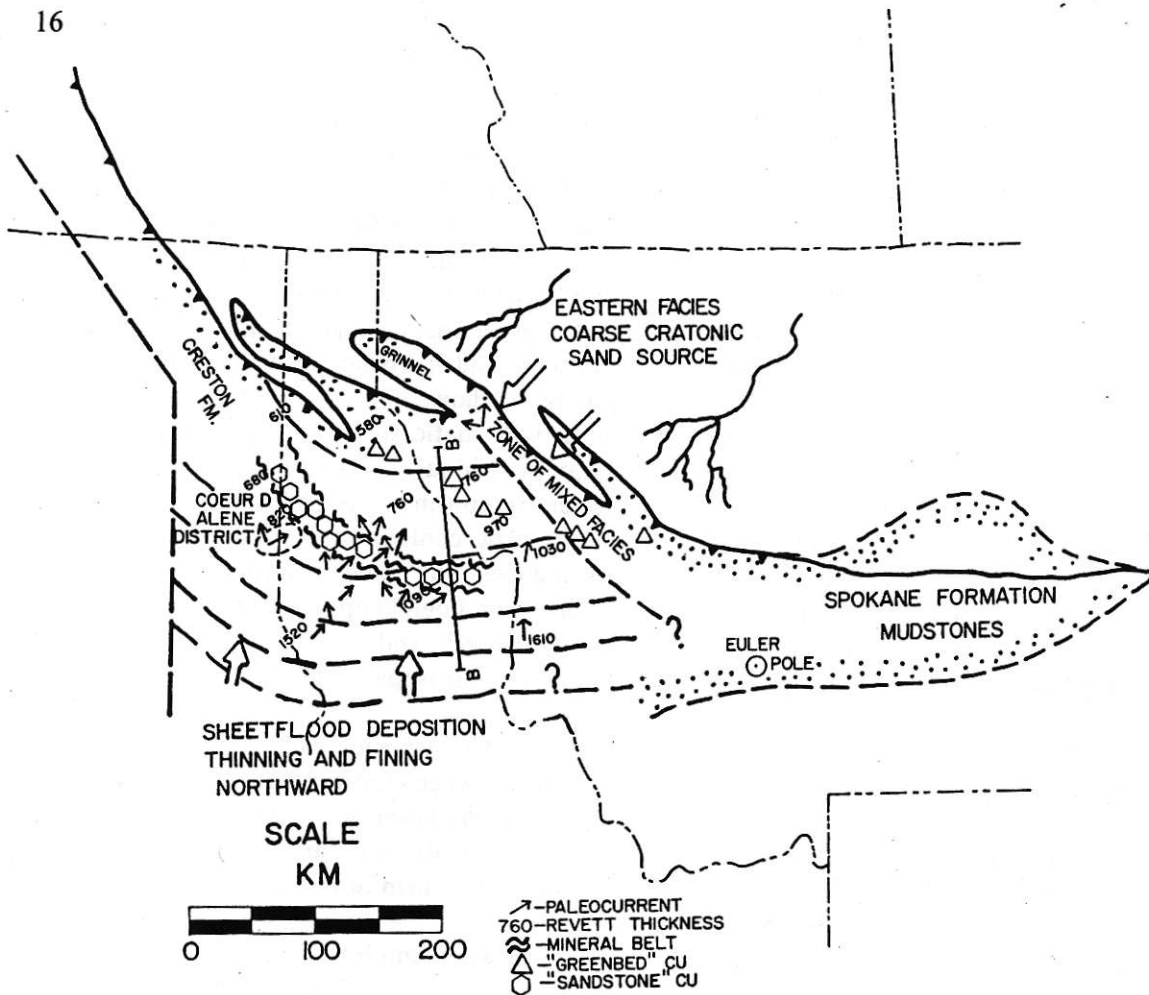 16
EASTERN FACIES
COARSE CRATONIC
SAND SOURCE
GRINNEL
CRESTON
FM.
610
580
B
ZONE OF MIXED FACIES
760
680
COEUR D
ALENE
DISTRICT
820
760
970
1030
1090
1520
1610
B
?
?
EULER
POLE
SPOKANE FORMATION
MUDSTONES
SHEETFLOOD DEPOSITION
THINNING AND FINING
NORTHWARD
SCALE
KM
0 100 200
-PALEOCURRENT
760-REVETT THICKNESS
-MINERAL BELT
-"GREENBED" CU
-"SANDSTONE" CU